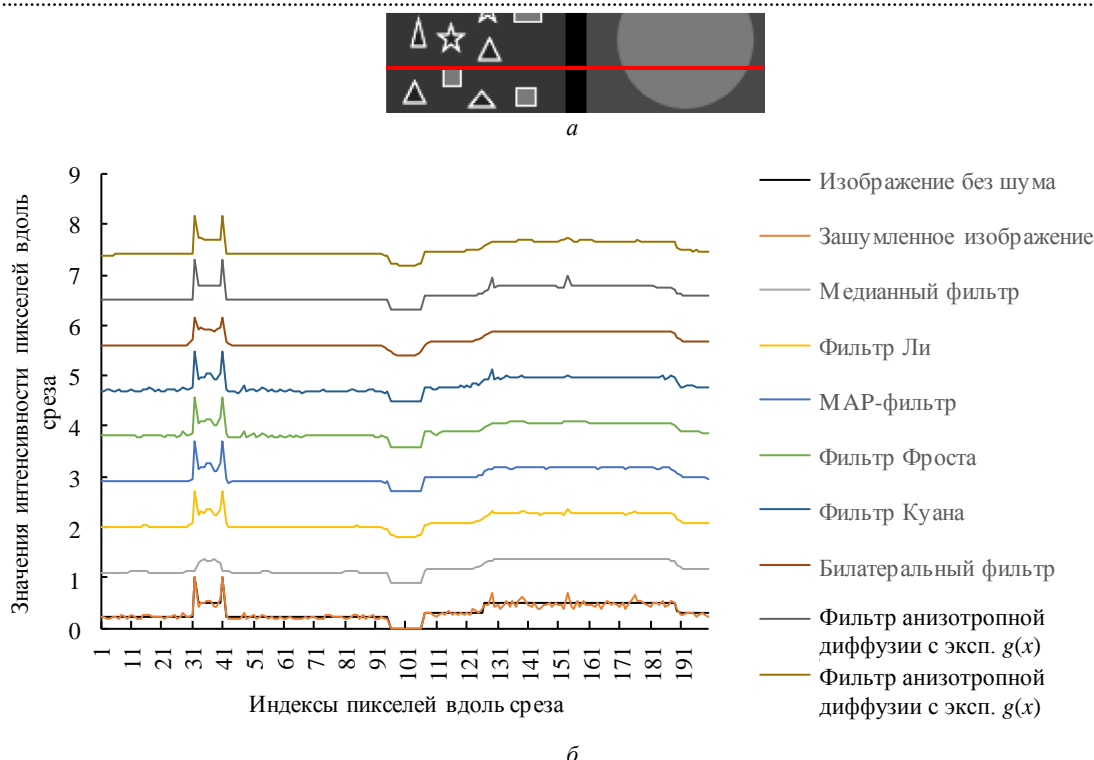 а
Значения интенсивности пикселей вдоль
среза
9
8
7
6
5
4
3
2
1
0
1
11
21
31
41
51
61
71
81
91
101
111
121
131
141
151
161
171
181
191
Индексы пикселей вдоль среза
Изображение без шума
Зашумленное изображение
Медианный фильтр
Фильтр Ли
MAP-фильтр
Фильтр Фроста
Фильтр Куана
Билатеральный фильтр
Фильтр анизотропной
диффузии с эксп. g(x)
Фильтр анизотропной
диффузии с эксп. g(x)
б